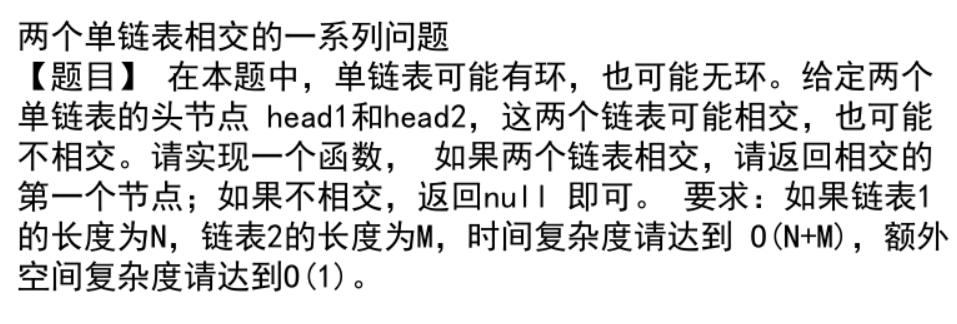 两个单链表相交的一系列问题
【题目】 在本题中，单链表可能有环，也可能无环。给定两个
单链表的头节点 head1和head2，这两个链表可能相交，也可能
不相交。请实现一个函数， 如果两个链表相交，请返回相交的
第一个节点；如果不相交，返回null 即可。 要求：如果链表1
的长度为N，链表2的长度为M，时间复杂度请达到 O(N+M)，额外
空间复杂度请达到O(1)。